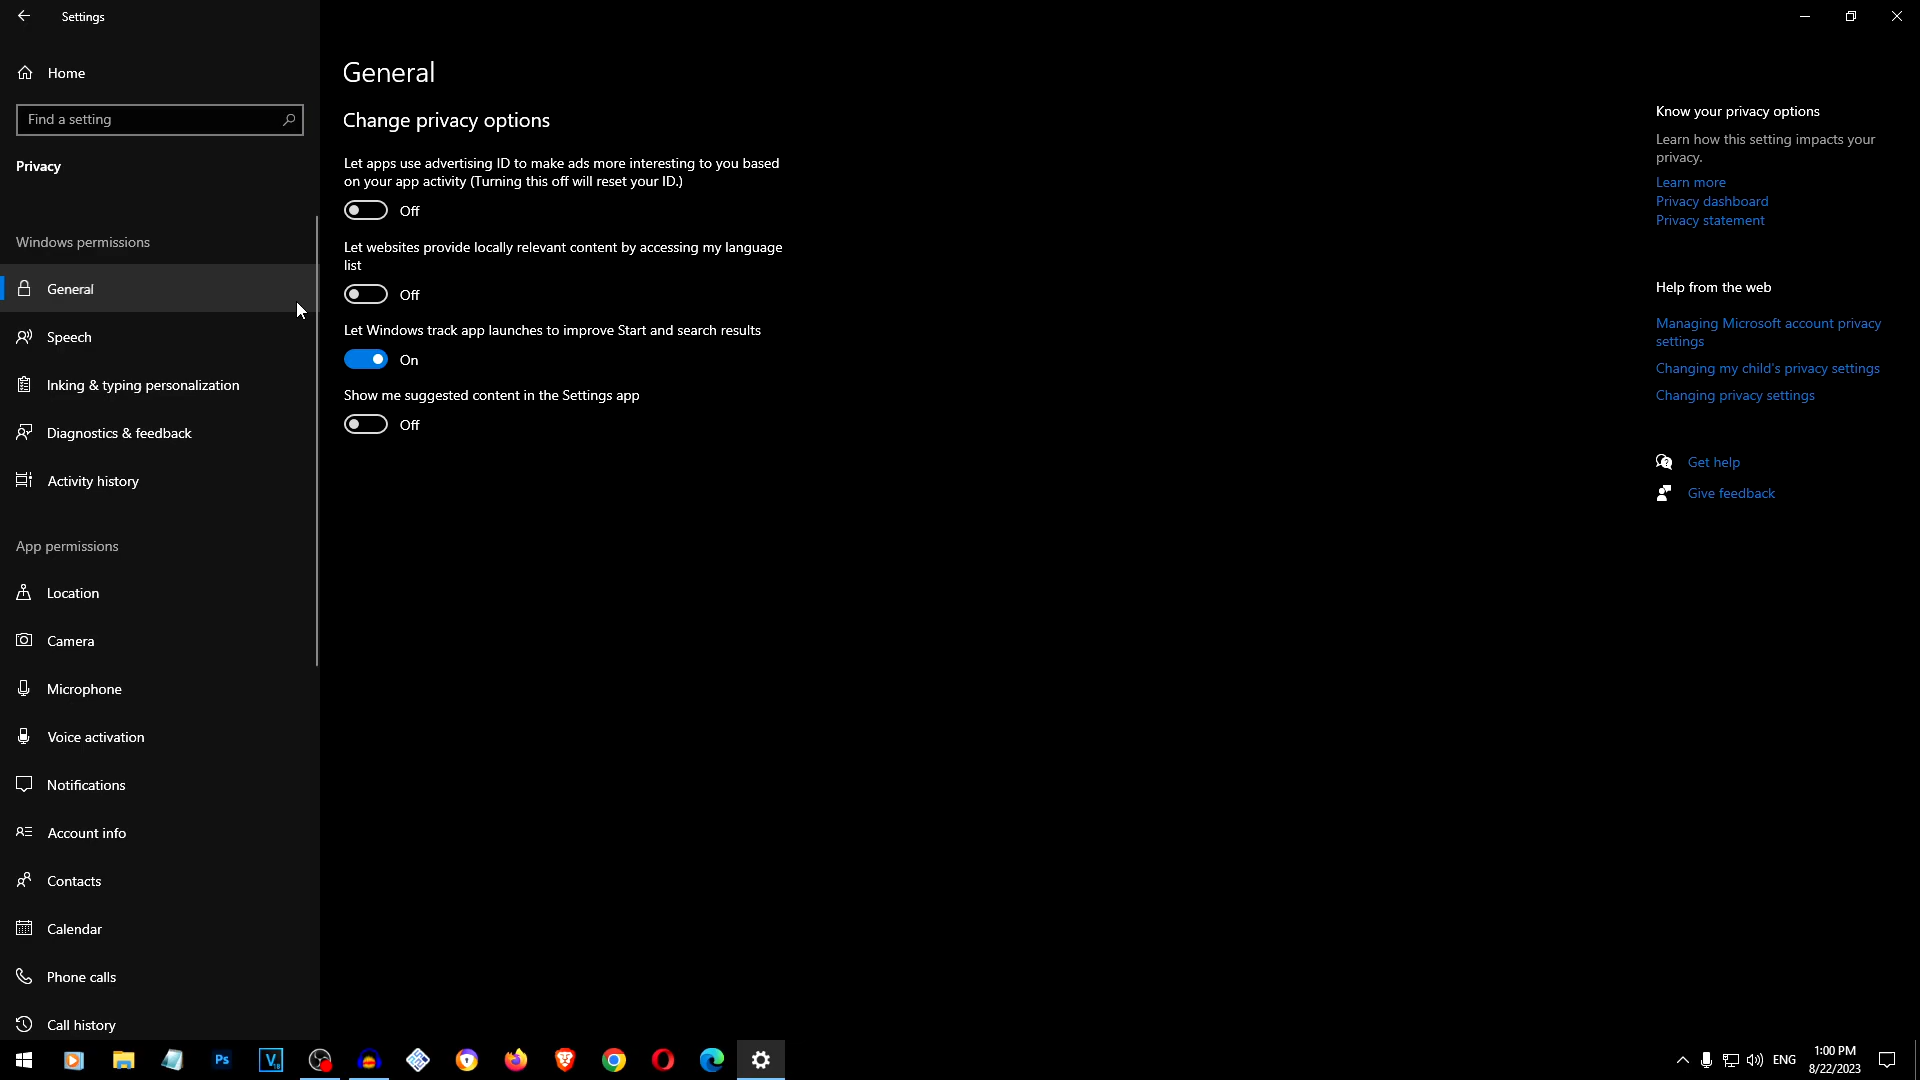 Settings
Home
Find a setting
Privacy
Windows permissions
General
Speech
Inking & typing personalization
Diagnostics & feedback
Activity history
App permissions
Location
Camera
Microphone
Voice activation
Notifications
Account info
Contacts
Calendar
Phone calls
Call history
General
Change privacy options
Let apps use advertising ID to make ads more interesting to you based
on your app activity (Turning this off will reset your ID.)
Off
Let websites provide locally relevant content by accessing my language
list
Off
Let Windows track app launches to improve Start and search results
On
Show me suggested content in the Settings app
Off
Know your privacy options
Learn how this setting impacts your
privacy.
Learn more
Privacy dashboard
Privacy statement
Help from the web
Managing Microsoft account privacy
settings
Changing my child's privacy settings
Changing privacy settings
Get help
Give feedback
Ps
V
18
ENG
1:00 PM
8/22/2023